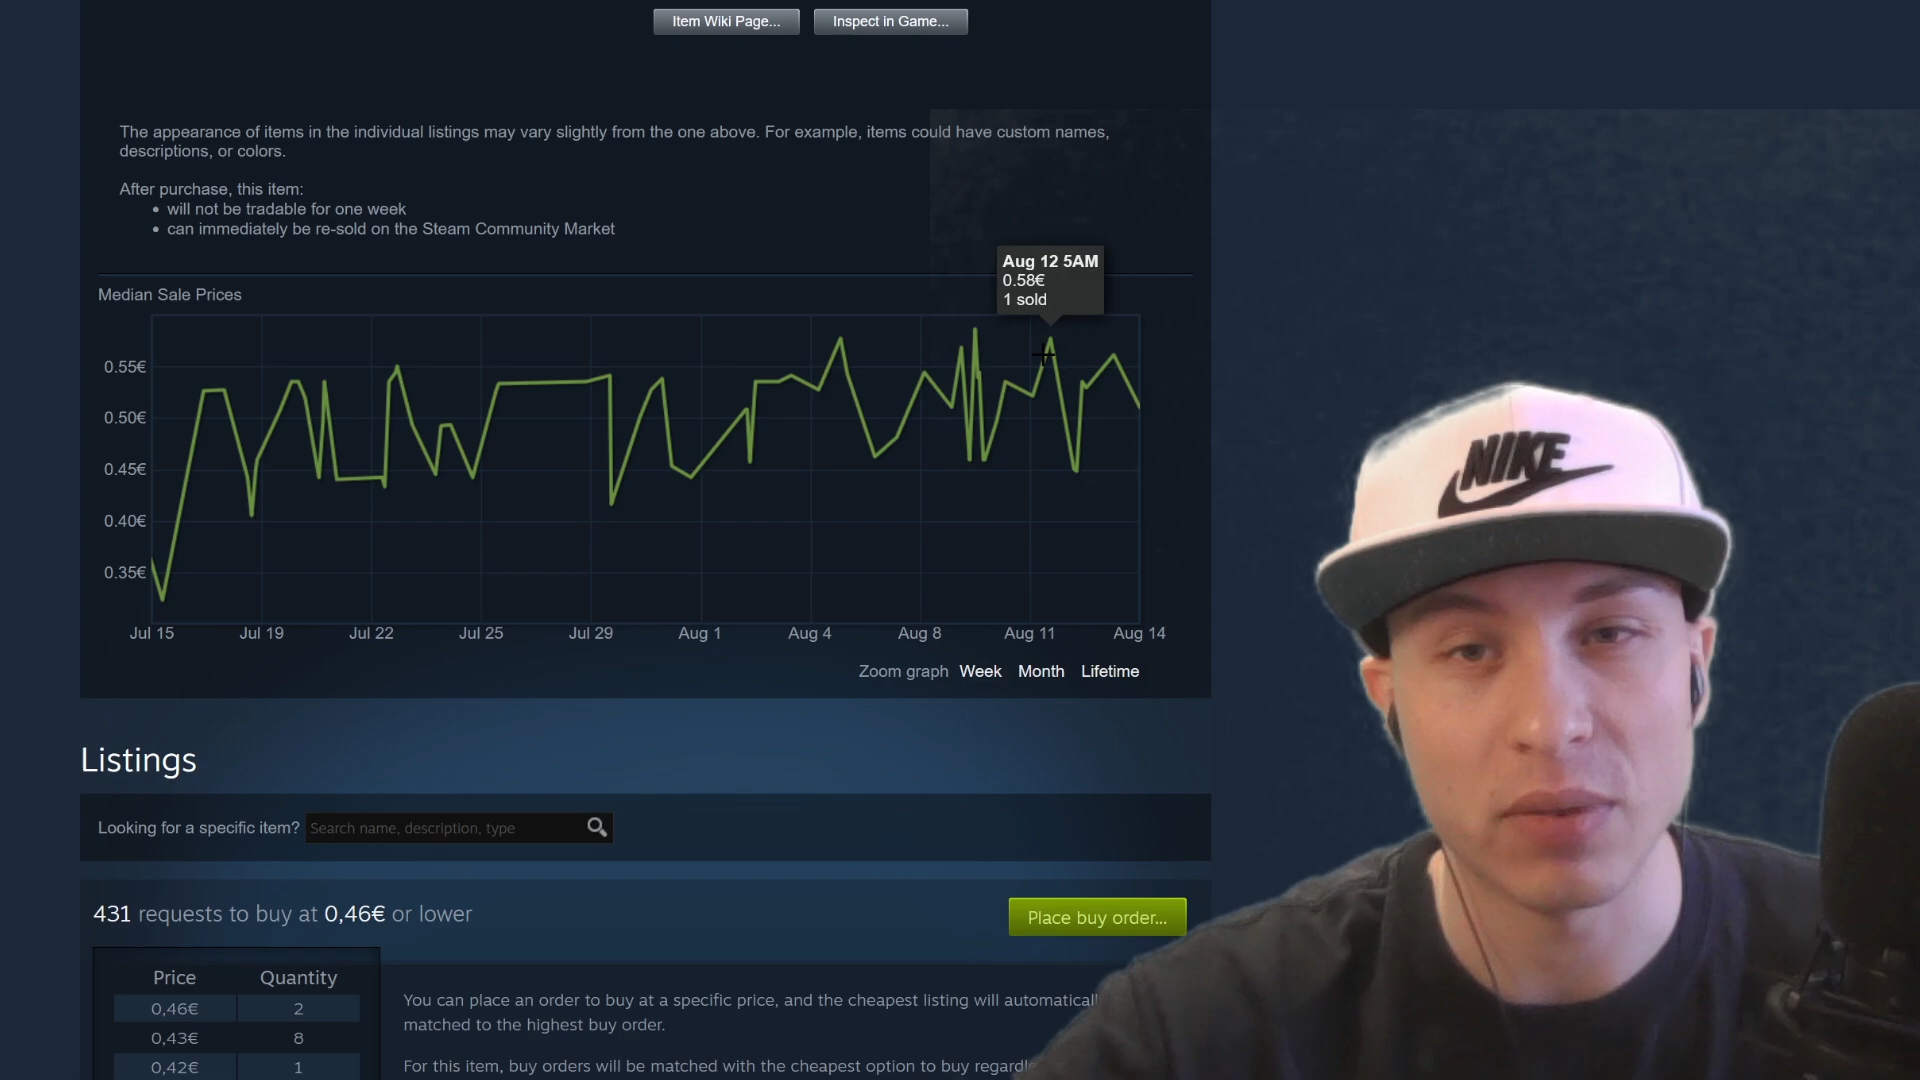 Item Wiki Page...
Inspect in Game...
The appearance of items in the individual listings may vary slightly from the one above. For example, items could have custom names,
descriptions, or colors.
After purchase, this item:
• will not be tradable for one week
• can immediately be re-sold on the Steam Community Market
Aug 12 5AM
0.58€
1 sold
Median Sale Prices
0.55€
0.50€
0.45€
0.40€
0.35€
Jul 15 Jul 19 Jul 22 Jul 25 Jul 29 Aug 1 Aug 4 Aug 8 Aug 11 Aug 14
Zoom graph Week Month Lifetime
NIKE
Listings
Looking for a specific item? Search name, description, type
431 requests to buy at 0,46€ or lower
Place buy order...
Price Quantity
0,46€ 2
0,43€ 8
0,42€ 1
You can place an order to buy at a specific price, and the cheapest listing will
matched to the highest buy order.
For this item, buy orders will be matched with the cheapest option to buy